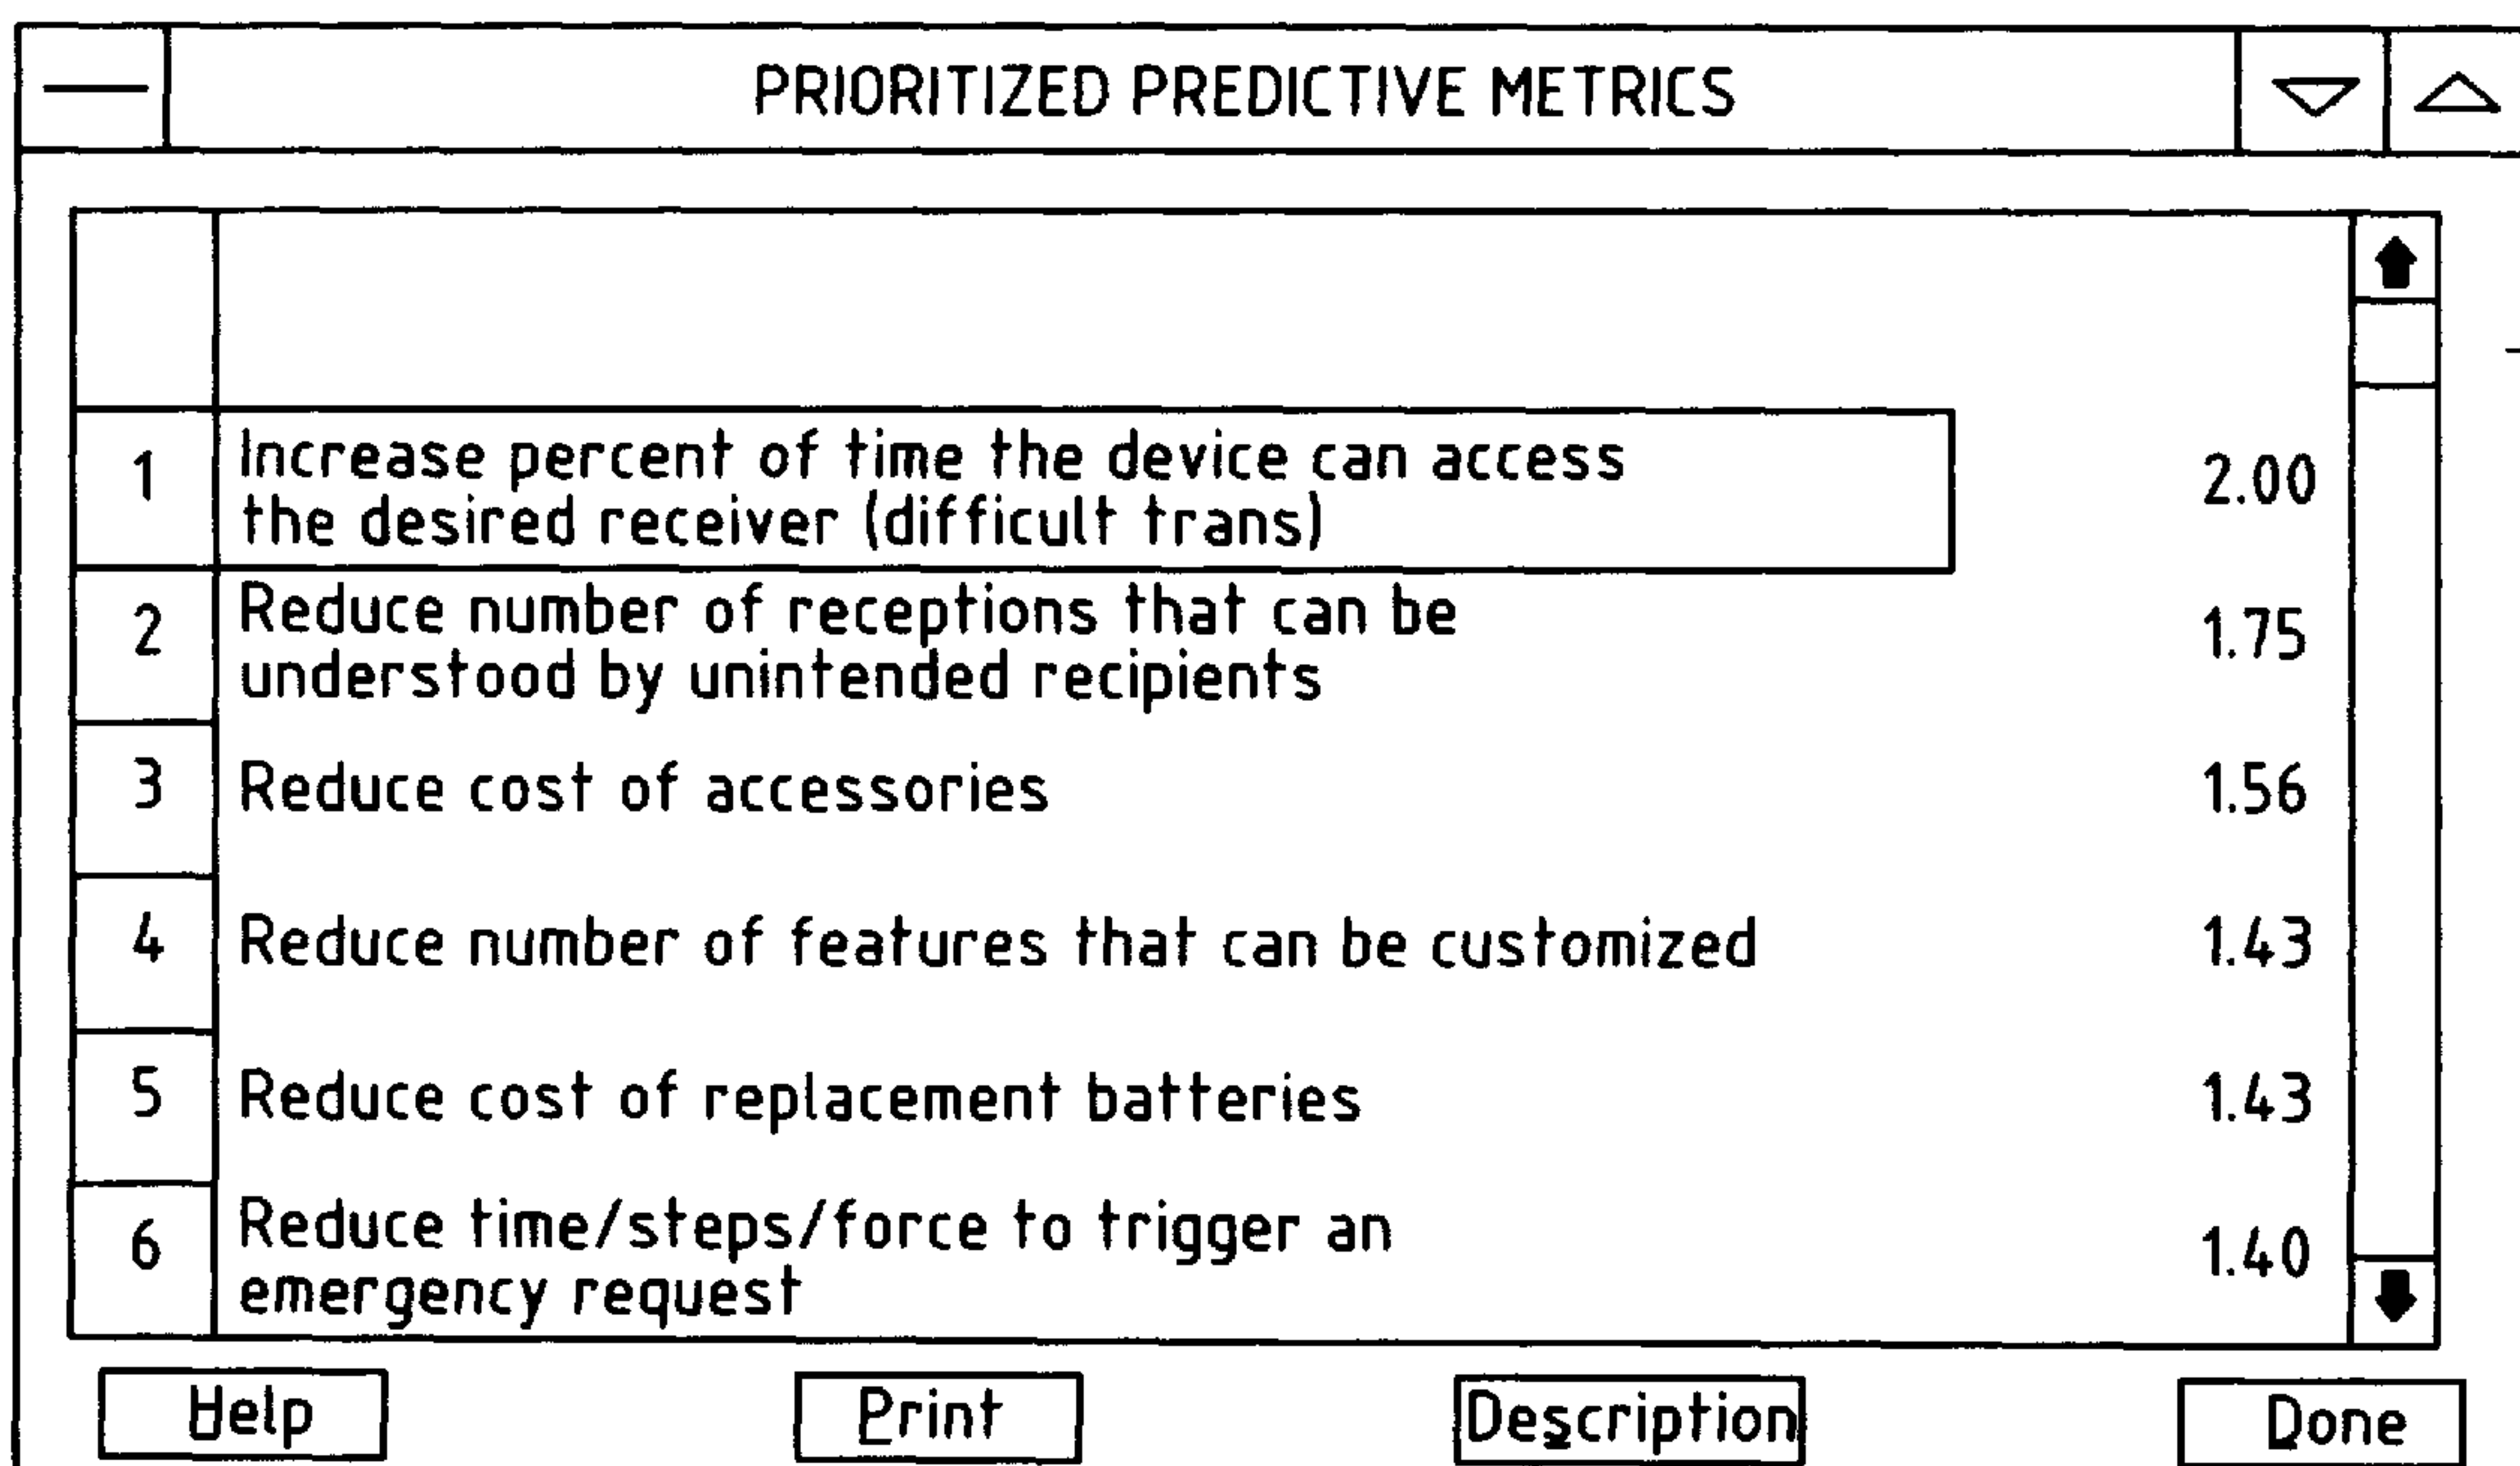 PRIORITIZED PREDICTIVE METRICS
1 Increase percent of time the device can access
the desired receiver (difficult trans) 2.00
2 Reduce number of receptions that can be
understood by unintended recipients 1.75
3 Reduce cost of accessories 1.56
4 Reduce number of features that can be customized 1.43
5 Reduce cost of replacement batteries 1.43
6 Reduce time/steps/force to trigger an
emergency request 1.40
Help Print Description Done